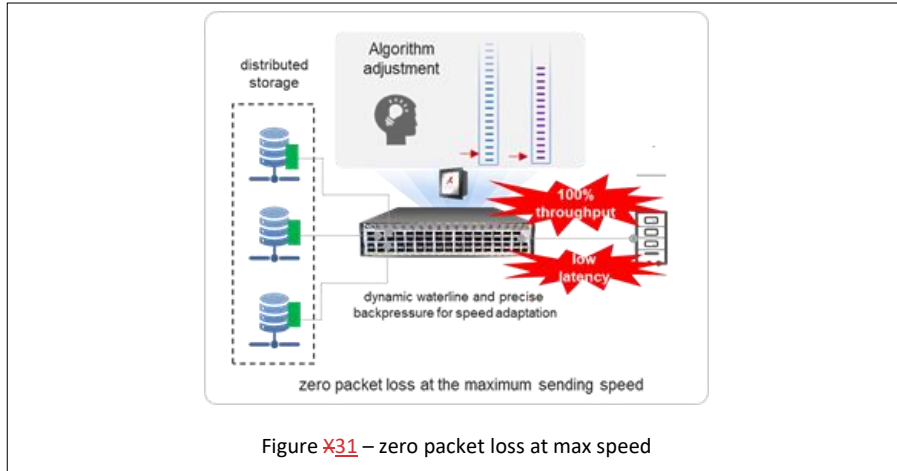 distributed
storage
Algorithm
adjustment
100%
throughput
low
latency
dynamic waterline and precise
backpressure for speed adaptation
zero packet loss at the maximum sending speed
Figure X31 – zero packet loss at max speed